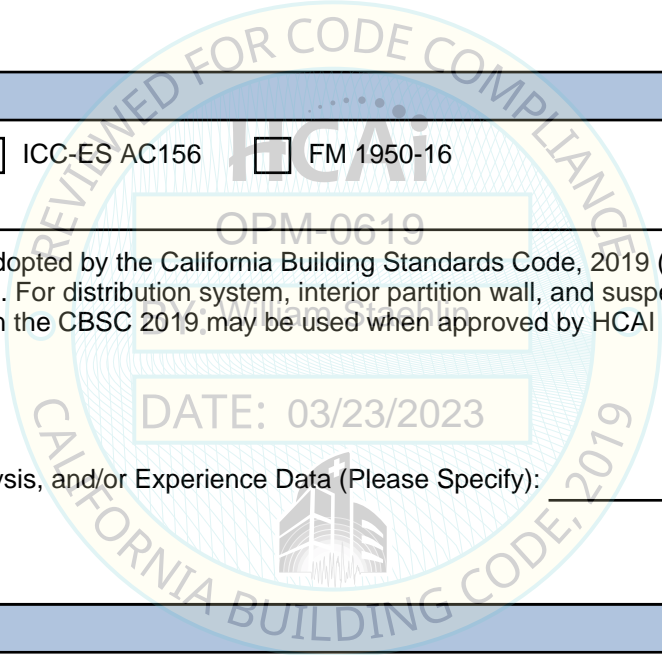 REVIEWED FOR CODE COMPLIANCE
HCAi
ICC-ES AC156 FM 1950-16
OPM-0619
dopted by the California Building Standards Code, 2019 (
. For distribution system, interior partition wall, and suspe
n the CBSC 2019 may be used when approved by HCAI
BY: William Staehlin
DATE: 03/23/2023
ysis, and/or Experience Data (Please Specify):
CALIFORNIA BUILDING CODE, 2019